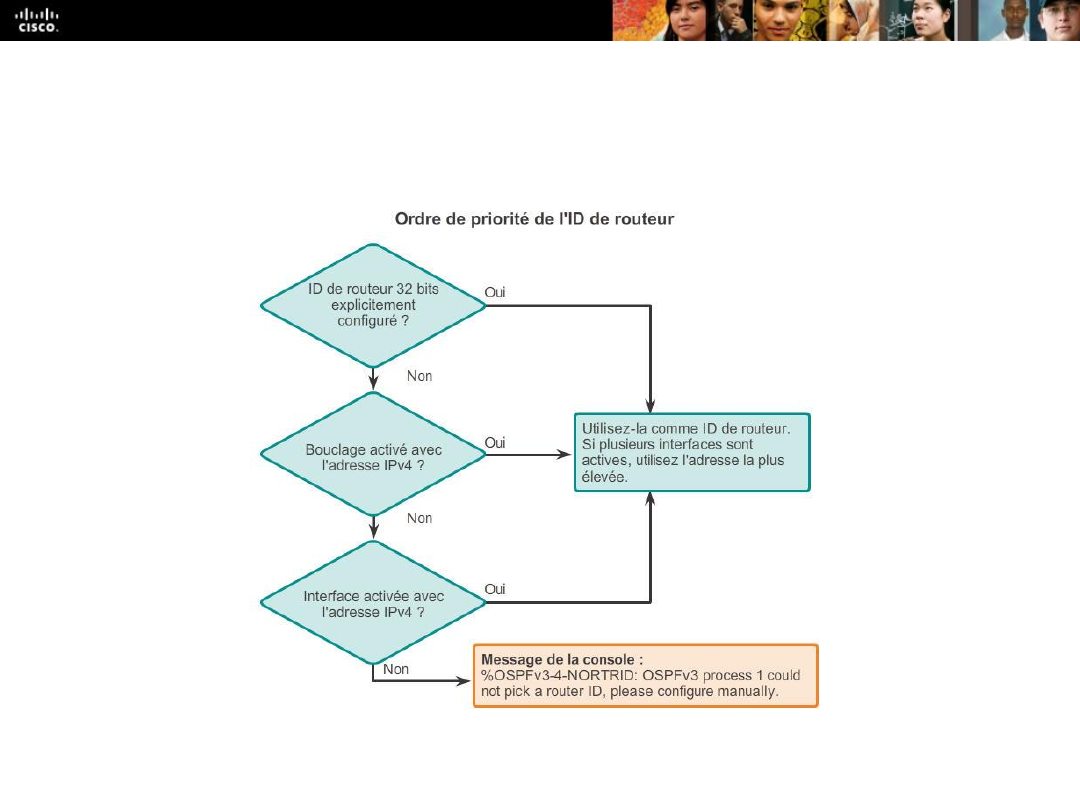 CISCO.
Ordre de priorité de l'ID de routeur
ID de routeur 32 bits
explicitement
configuré ?
Oui
Non
Bouclage activé avec
l'adresse IPv4 ?
Oui
Utilisez-la comme ID de routeur.
Si plusieurs interfaces sont
actives, utilisez l'adresse la plus
élevée.
Non
Interface activée avec
l'adresse IPv4 ?
Oui
Non
Message de la console :
%OSPFv3-4-NORTRID: OSPFv3 process 1 could
not pick a router ID, please configure manually.